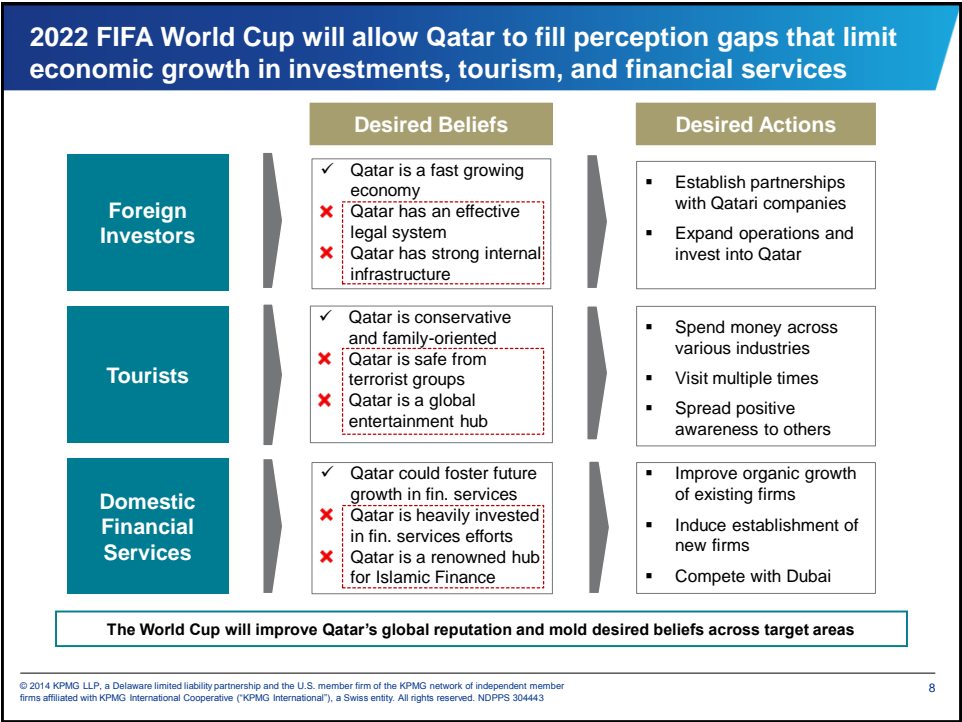 2022 FIFA World Cup will allow Qatar to fill perception gaps that limit
economic growth in investments, tourism, and financial services
Desired Beliefs
Desired Actions
Foreign
Investors
✓ Qatar is a fast growing
economy
✖ Qatar has an effective
legal system
✖ Qatar has strong internal
infrastructure
▪ Establish partnerships
with Qatari companies
▪ Expand operations and
invest into Qatar
Tourists
✓ Qatar is conservative
and family-oriented
✖ Qatar is safe from
terrorist groups
✖ Qatar is a global
entertainment hub
▪ Spend money across
various industries
▪ Visit multiple times
▪ Spread positive
awareness to others
Domestic
Financial
Services
✓ Qatar could foster future
growth in fin. services
✖ Qatar is heavily invested
in fin. services efforts
✖ Qatar is a renowned hub
for Islamic Finance
▪ Improve organic growth
of existing firms
▪ Induce establishment of
new firms
▪ Compete with Dubai
The World Cup will improve Qatar's global reputation and mold desired beliefs across target areas
© 2014 KPMG LLP, a Delaware limited liability partnership and the U.S. member firm of the KPMG network of independent member
firms affiliated with KPMG International Cooperative ("KPMG International"), a Swiss entity. All rights reserved. NDPPS 304443
8